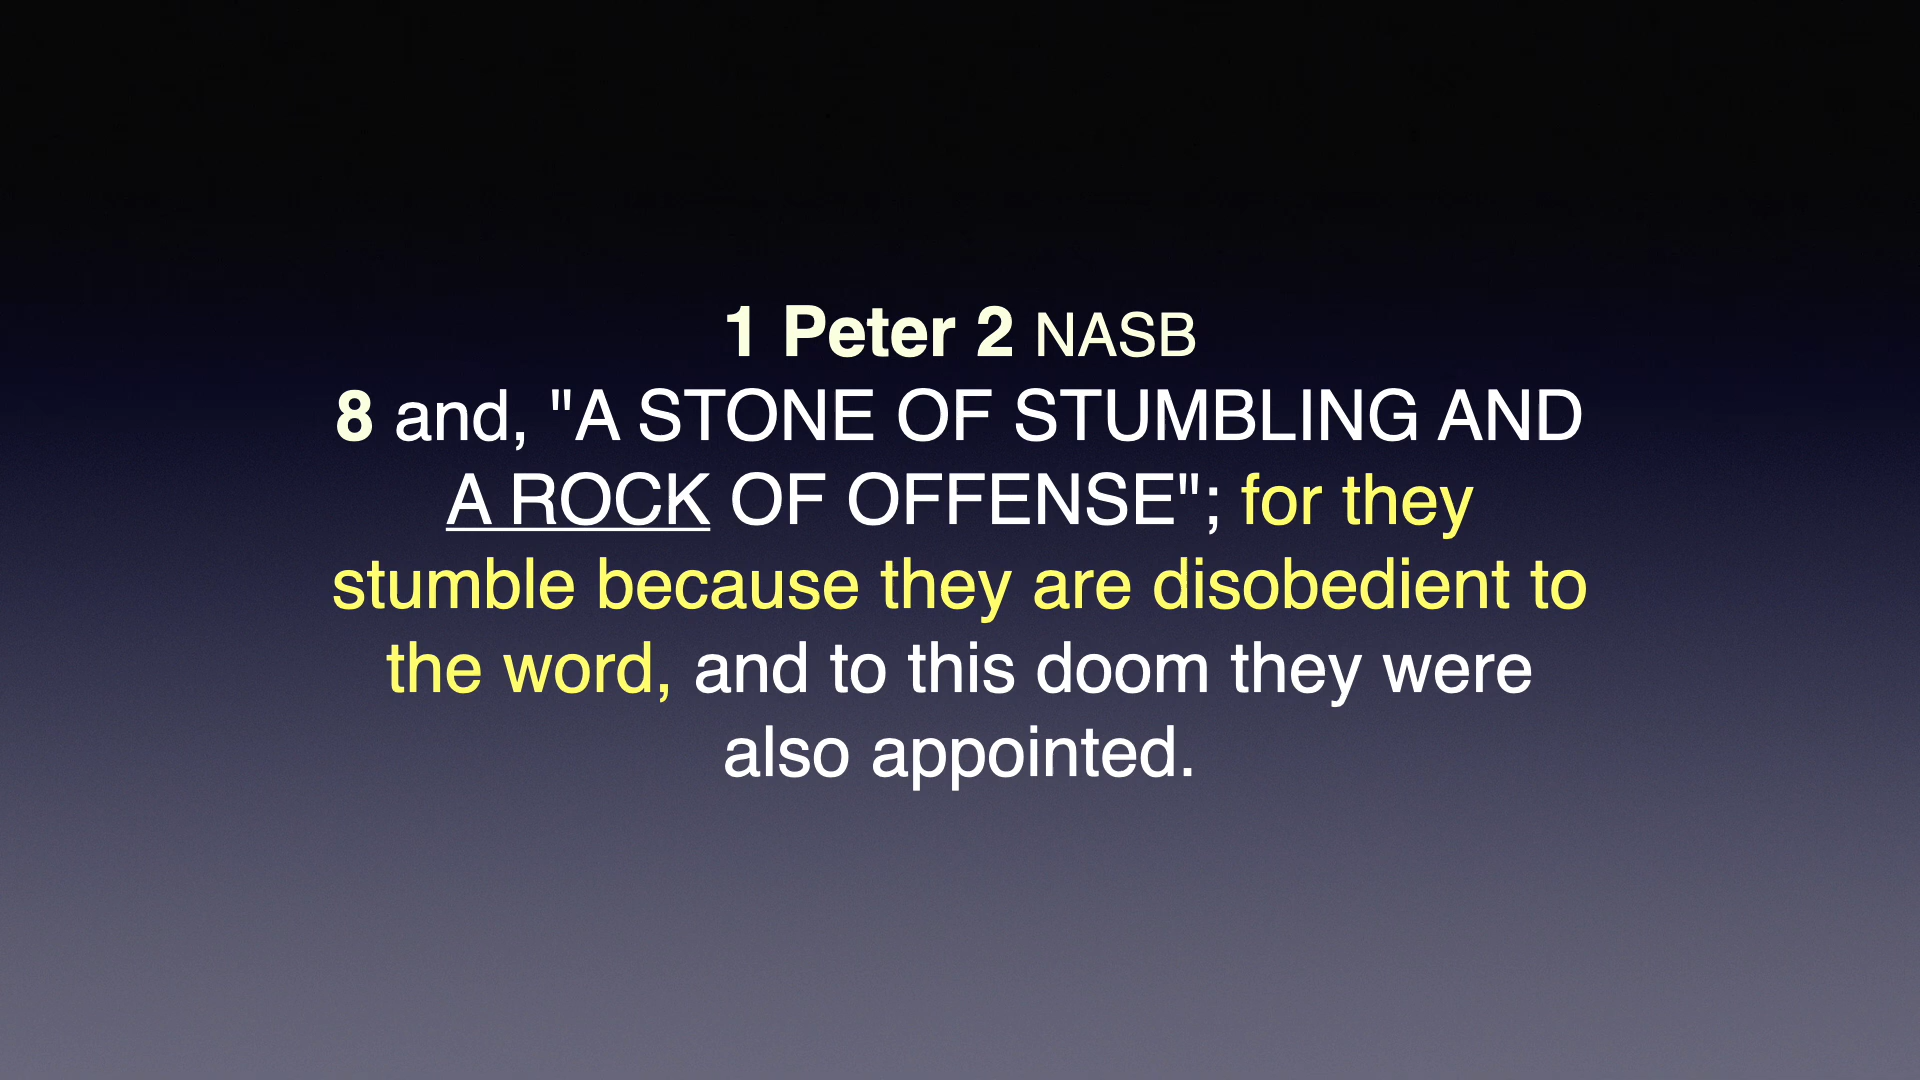 1 Peter 2 NASB
8 and, "A STONE OF STUMBLING AND
A ROCK OF OFFENSE"; for they
stumble because they are disobedient to
the word, and to this doom they were
also appointed.